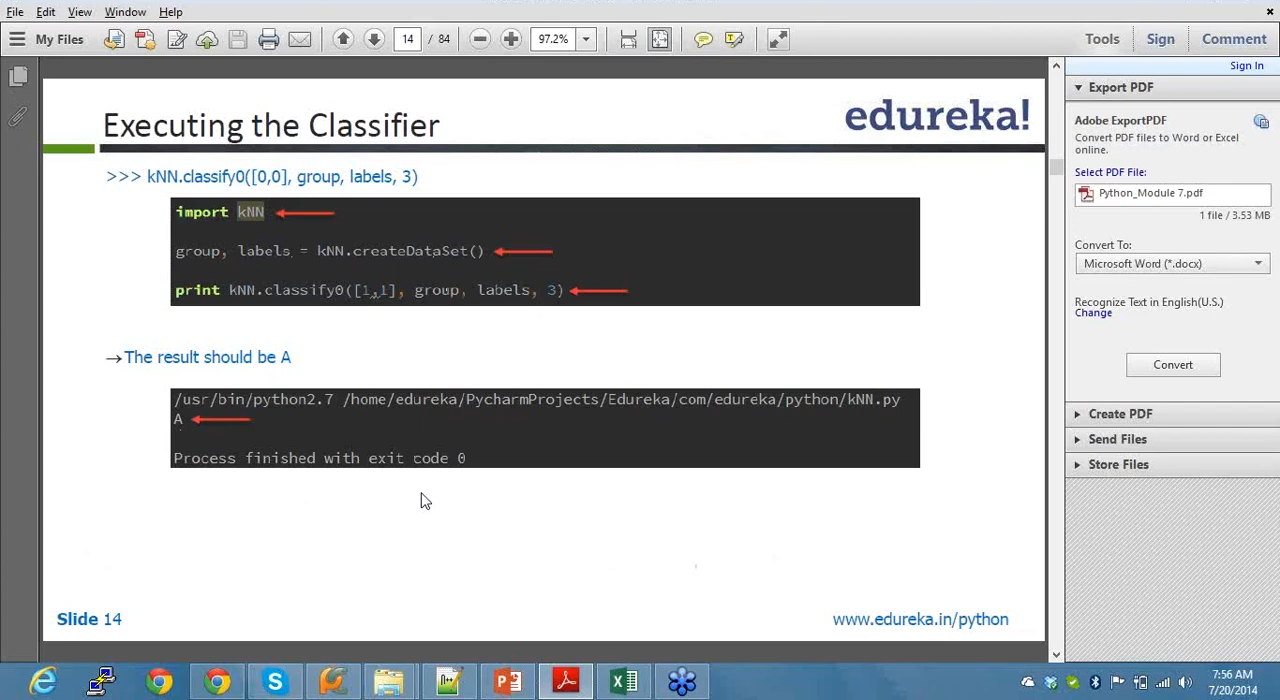 File Edit View Window Help ×
My Files 14 / 84 97.2% Tools Sign Comment
Sign In
Export PDF
Adobe ExportPDF
Convert PDF files to Word or Excel
online.
Select PDF File:
Python_Module 7.pdf
1 file / 3.53 MB
Convert To:
Microsoft Word (*.docx)
Recognize Text in English(U.S.)
Change
Convert
Create PDF
Send Files
Store Files
Executing the Classifier
edureka!
>>> kNN.classify0([0,0], group, labels, 3)
import kNN
group, labels = kNN.createDataSet()
print kNN.classify0([1,1], group, labels, 3)
→The result should be A
/usr/bin/python2.7 /home/edureka/PycharmProjects/Edureka/com/edureka/python/kNN.py
A
Process finished with exit code 0
Slide 14
www.edureka.in/python
7:56 AM
7/20/2014